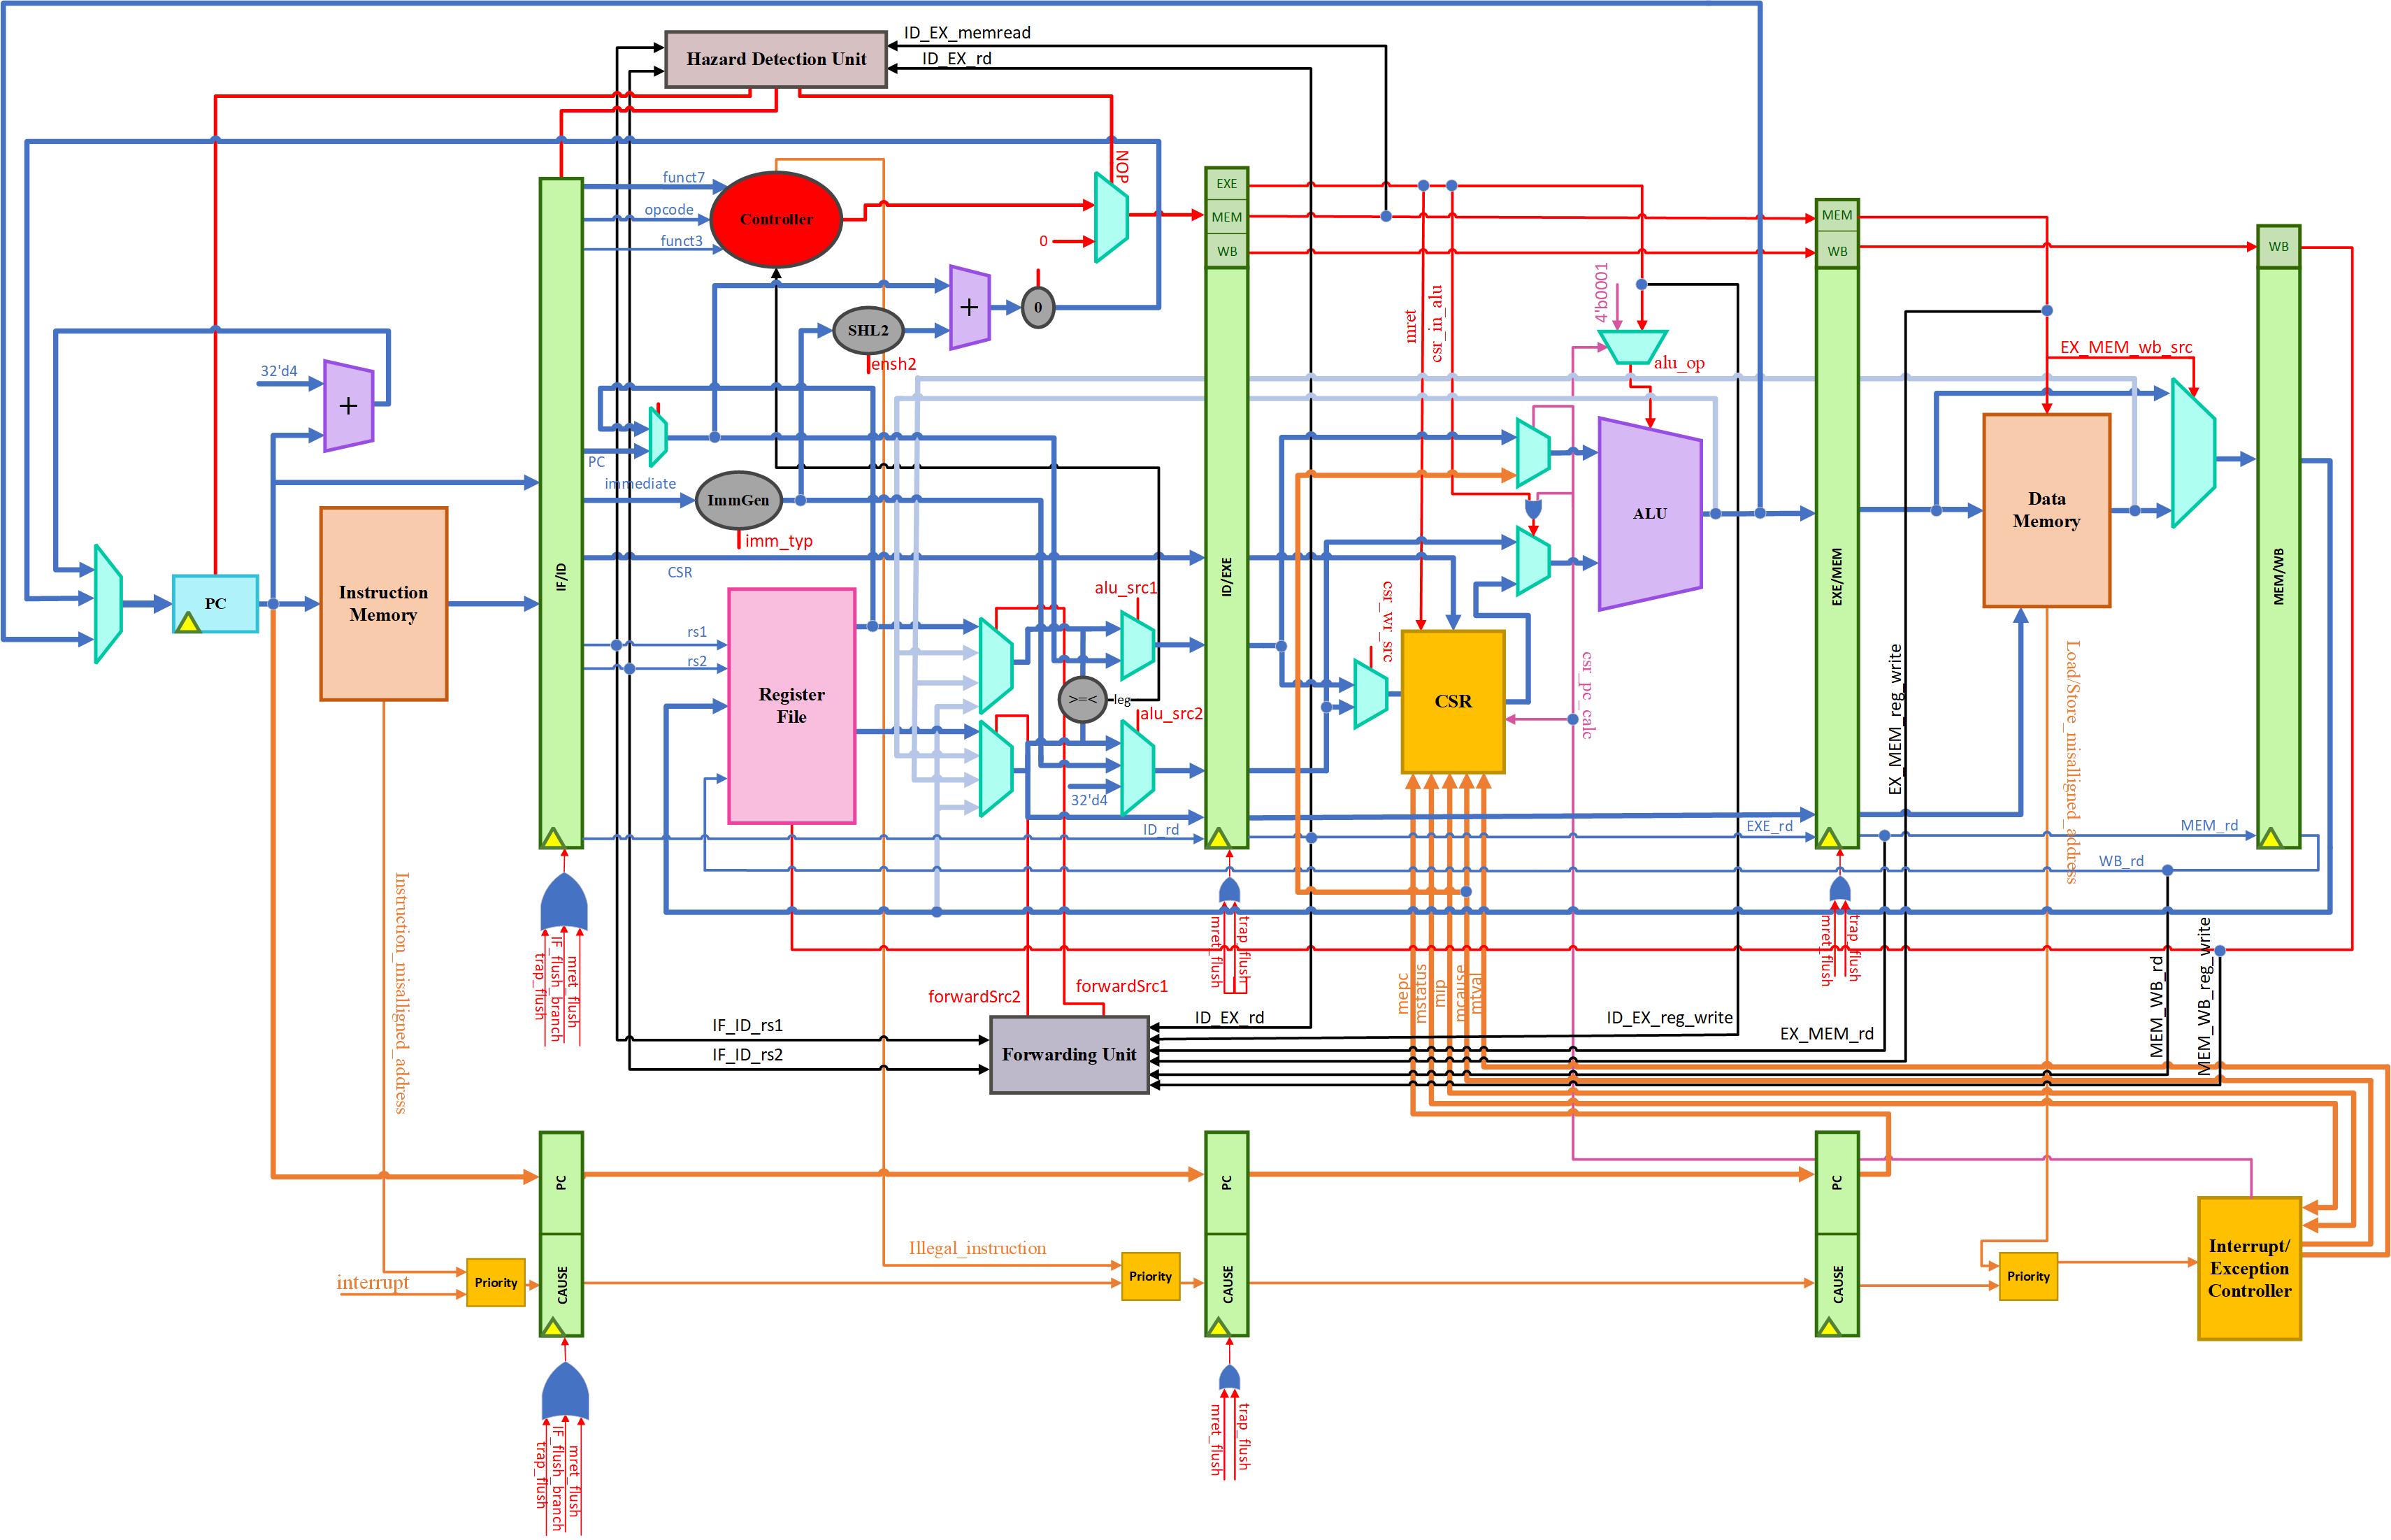 ID_EX_memread
Hazard Detection Unit
ID_EX_rd
NOP
funct7
opcode
Controller
funct3
0
EXE
MEM
WB
MEM
WB
WB
+
0
SHL2
ensh2
4'b0001
mret
csr_in_alu
alu_op
EX_MEM_wb_src
32'd4
+
PC
immediate
ImmGen
imm_typ
ALU
Data
Memory
Instruction
Memory
PC
IF/ID
CSR
ID/EXE
EXE/MEM
MEM/WB
rs1
rs2
Register
File
alu_src1
>=<
leg
alu_src2
32'd4
csr_wr_src
CSR
csr_pc_calc
EX_MEM_reg_write
Load/Store_misalligned_address
ID_rd
EXE_rd
MEM_rd
WB_rd
Instruction_misalligned_address
trap_flush
IF_flush_branch
mret_flush
mret_flush
trap_flush
mret_flush
trap_flush
mepc
mstatus
mip
mcause
mtval
MEM_WB_rd
MEM_WB_reg_write
forwardSrc2
forwardSrc1
IF_ID_rs1
IF_ID_rs2
Forwarding Unit
ID_EX_rd
ID_EX_reg_write
EX_MEM_rd
PC
PC
PC
Illegal_instruction
interrupt
Priority
CAUSE
Priority
CAUSE
CAUSE
Priority
Interrupt/
Exception
Controller
trap_flush
IF_flush_branch
mret_flush
mret_flush
trap_flush